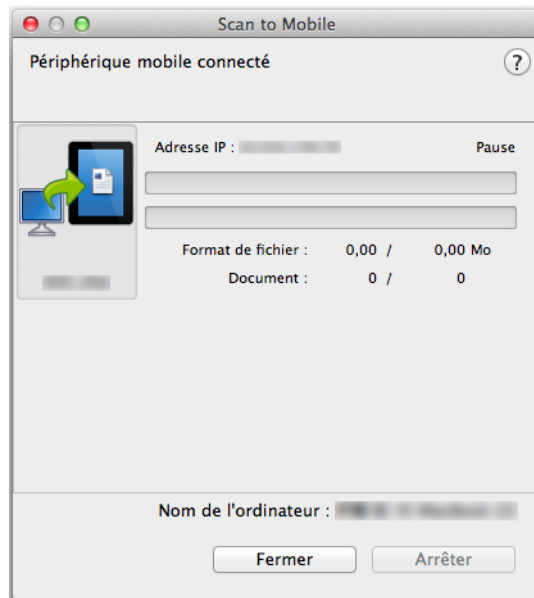 Scan to Mobile
Périphérique mobile connecté
?
Adresse IP :
Pause
Format de fichier : 0,00 / 0,00 Mo
Document : 0 / 0
Nom de l'ordinateur :
Fermer
Arrêter